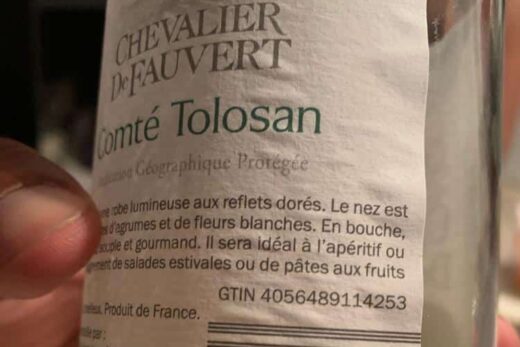 CHEVALIER
De FAUVERT
Comté Tolosan
Géographique Protégée
robe lumineuse aux reflets dorés. Le nez est
d'agrumes et de fleurs blanches. En bouche,
souple et gourmand. Il sera idéal à l'apéritif ou
de salades estivales ou de pâtes aux fruits
GTIN 4056489114253
Produit de France.
par :